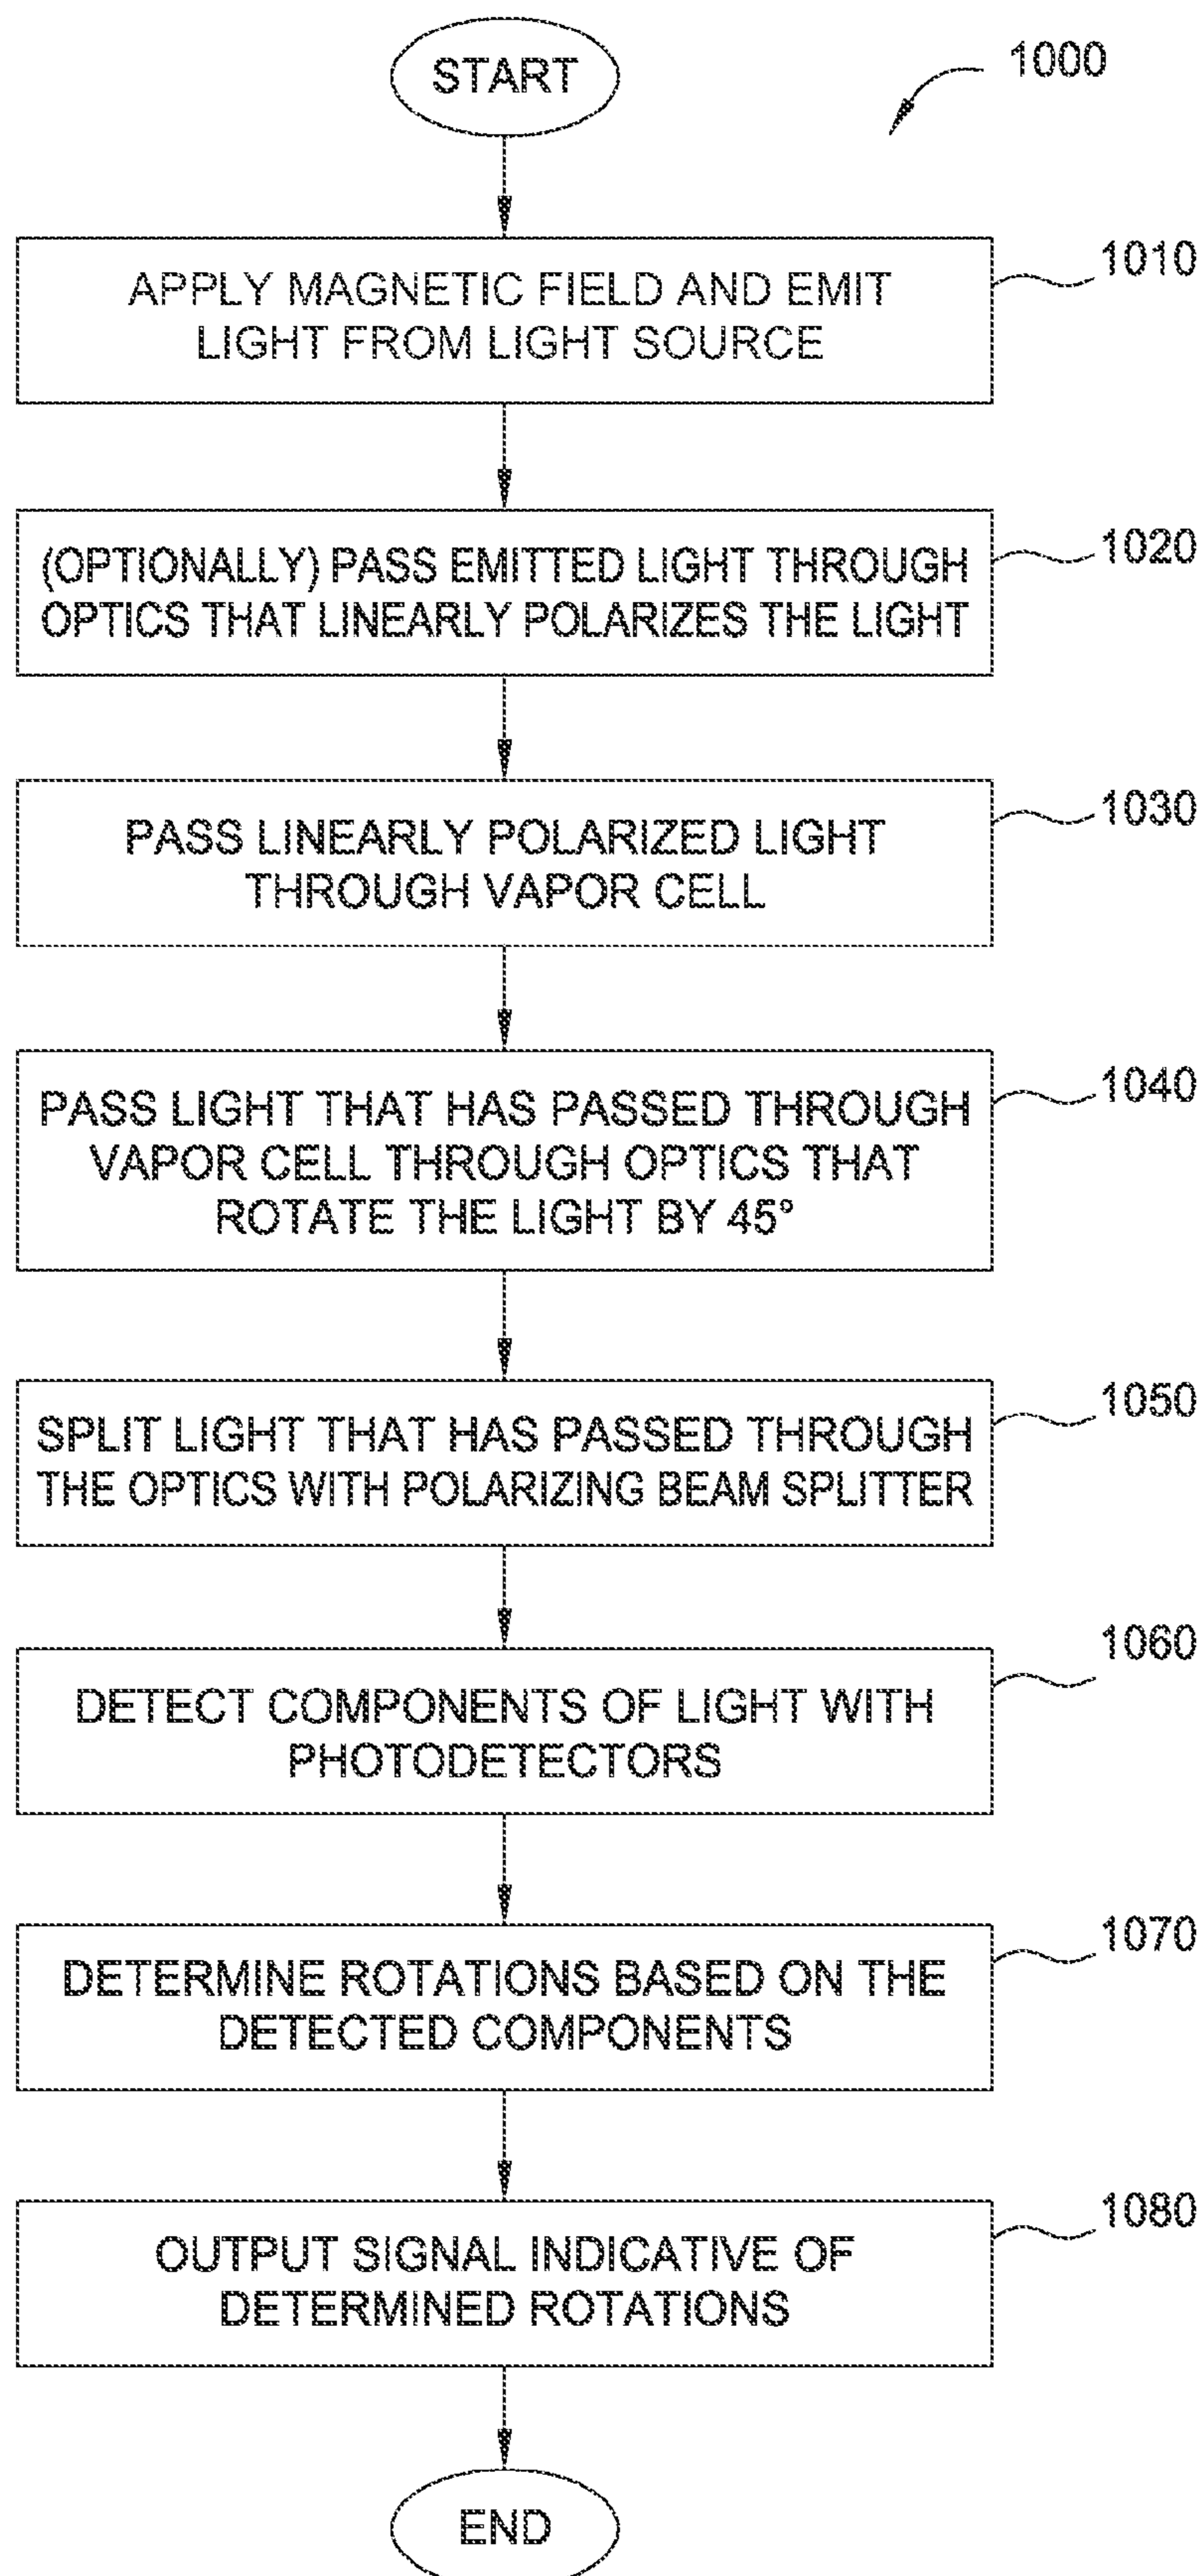 START
1000
APPLY MAGNETIC FIELD AND EMIT
LIGHT FROM LIGHT SOURCE
1010
(OPTIONALLY) PASS EMITTED LIGHT THROUGH
OPTICS THAT LINEARLY POLARIZES THE LIGHT
1020
PASS LINEARLY POLARIZED LIGHT
THROUGH VAPOR CELL
1030
PASS LIGHT THAT HAS PASSED THROUGH
VAPOR CELL THROUGH OPTICS THAT
ROTATE THE LIGHT BY 45°
1040
SPLIT LIGHT THAT HAS PASSED THROUGH
THE OPTICS WITH POLARIZING BEAM SPLITTER
1050
DETECT COMPONENTS OF LIGHT WITH
PHOTODETECTORS
1060
DETERMINE ROTATIONS BASED ON THE
DETECTED COMPONENTS
1070
OUTPUT SIGNAL INDICATIVE OF
DETERMINED ROTATIONS
1080
END